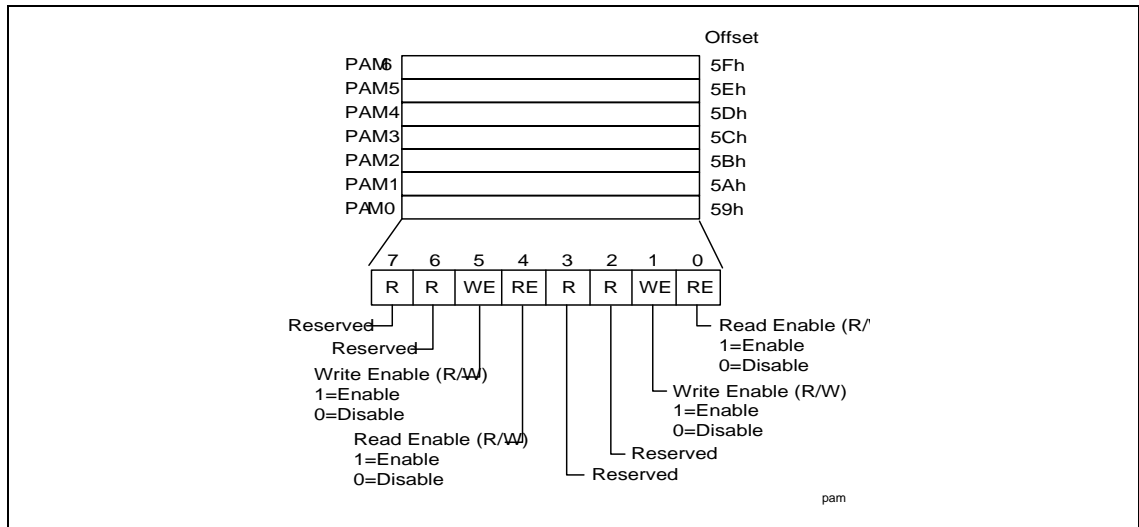 Offset
PAM6 5Fh
PAM5 5Eh
PAM4 5Dh
PAM3 5Ch
PAM2 5Bh
PAM1 5Ah
PAM0 59h
7 6 5 4 3 2 1 0
R R WE RE R R WE RE
Reserved
Reserved
Write Enable (R/W)
1=Enable
0=Disable
Read Enable (R/W)
1=Enable
0=Disable
Reserved
Reserved
Write Enable (R/W)
1=Enable
0=Disable
Read Enable (R/
1=Enable
0=Disable
pam